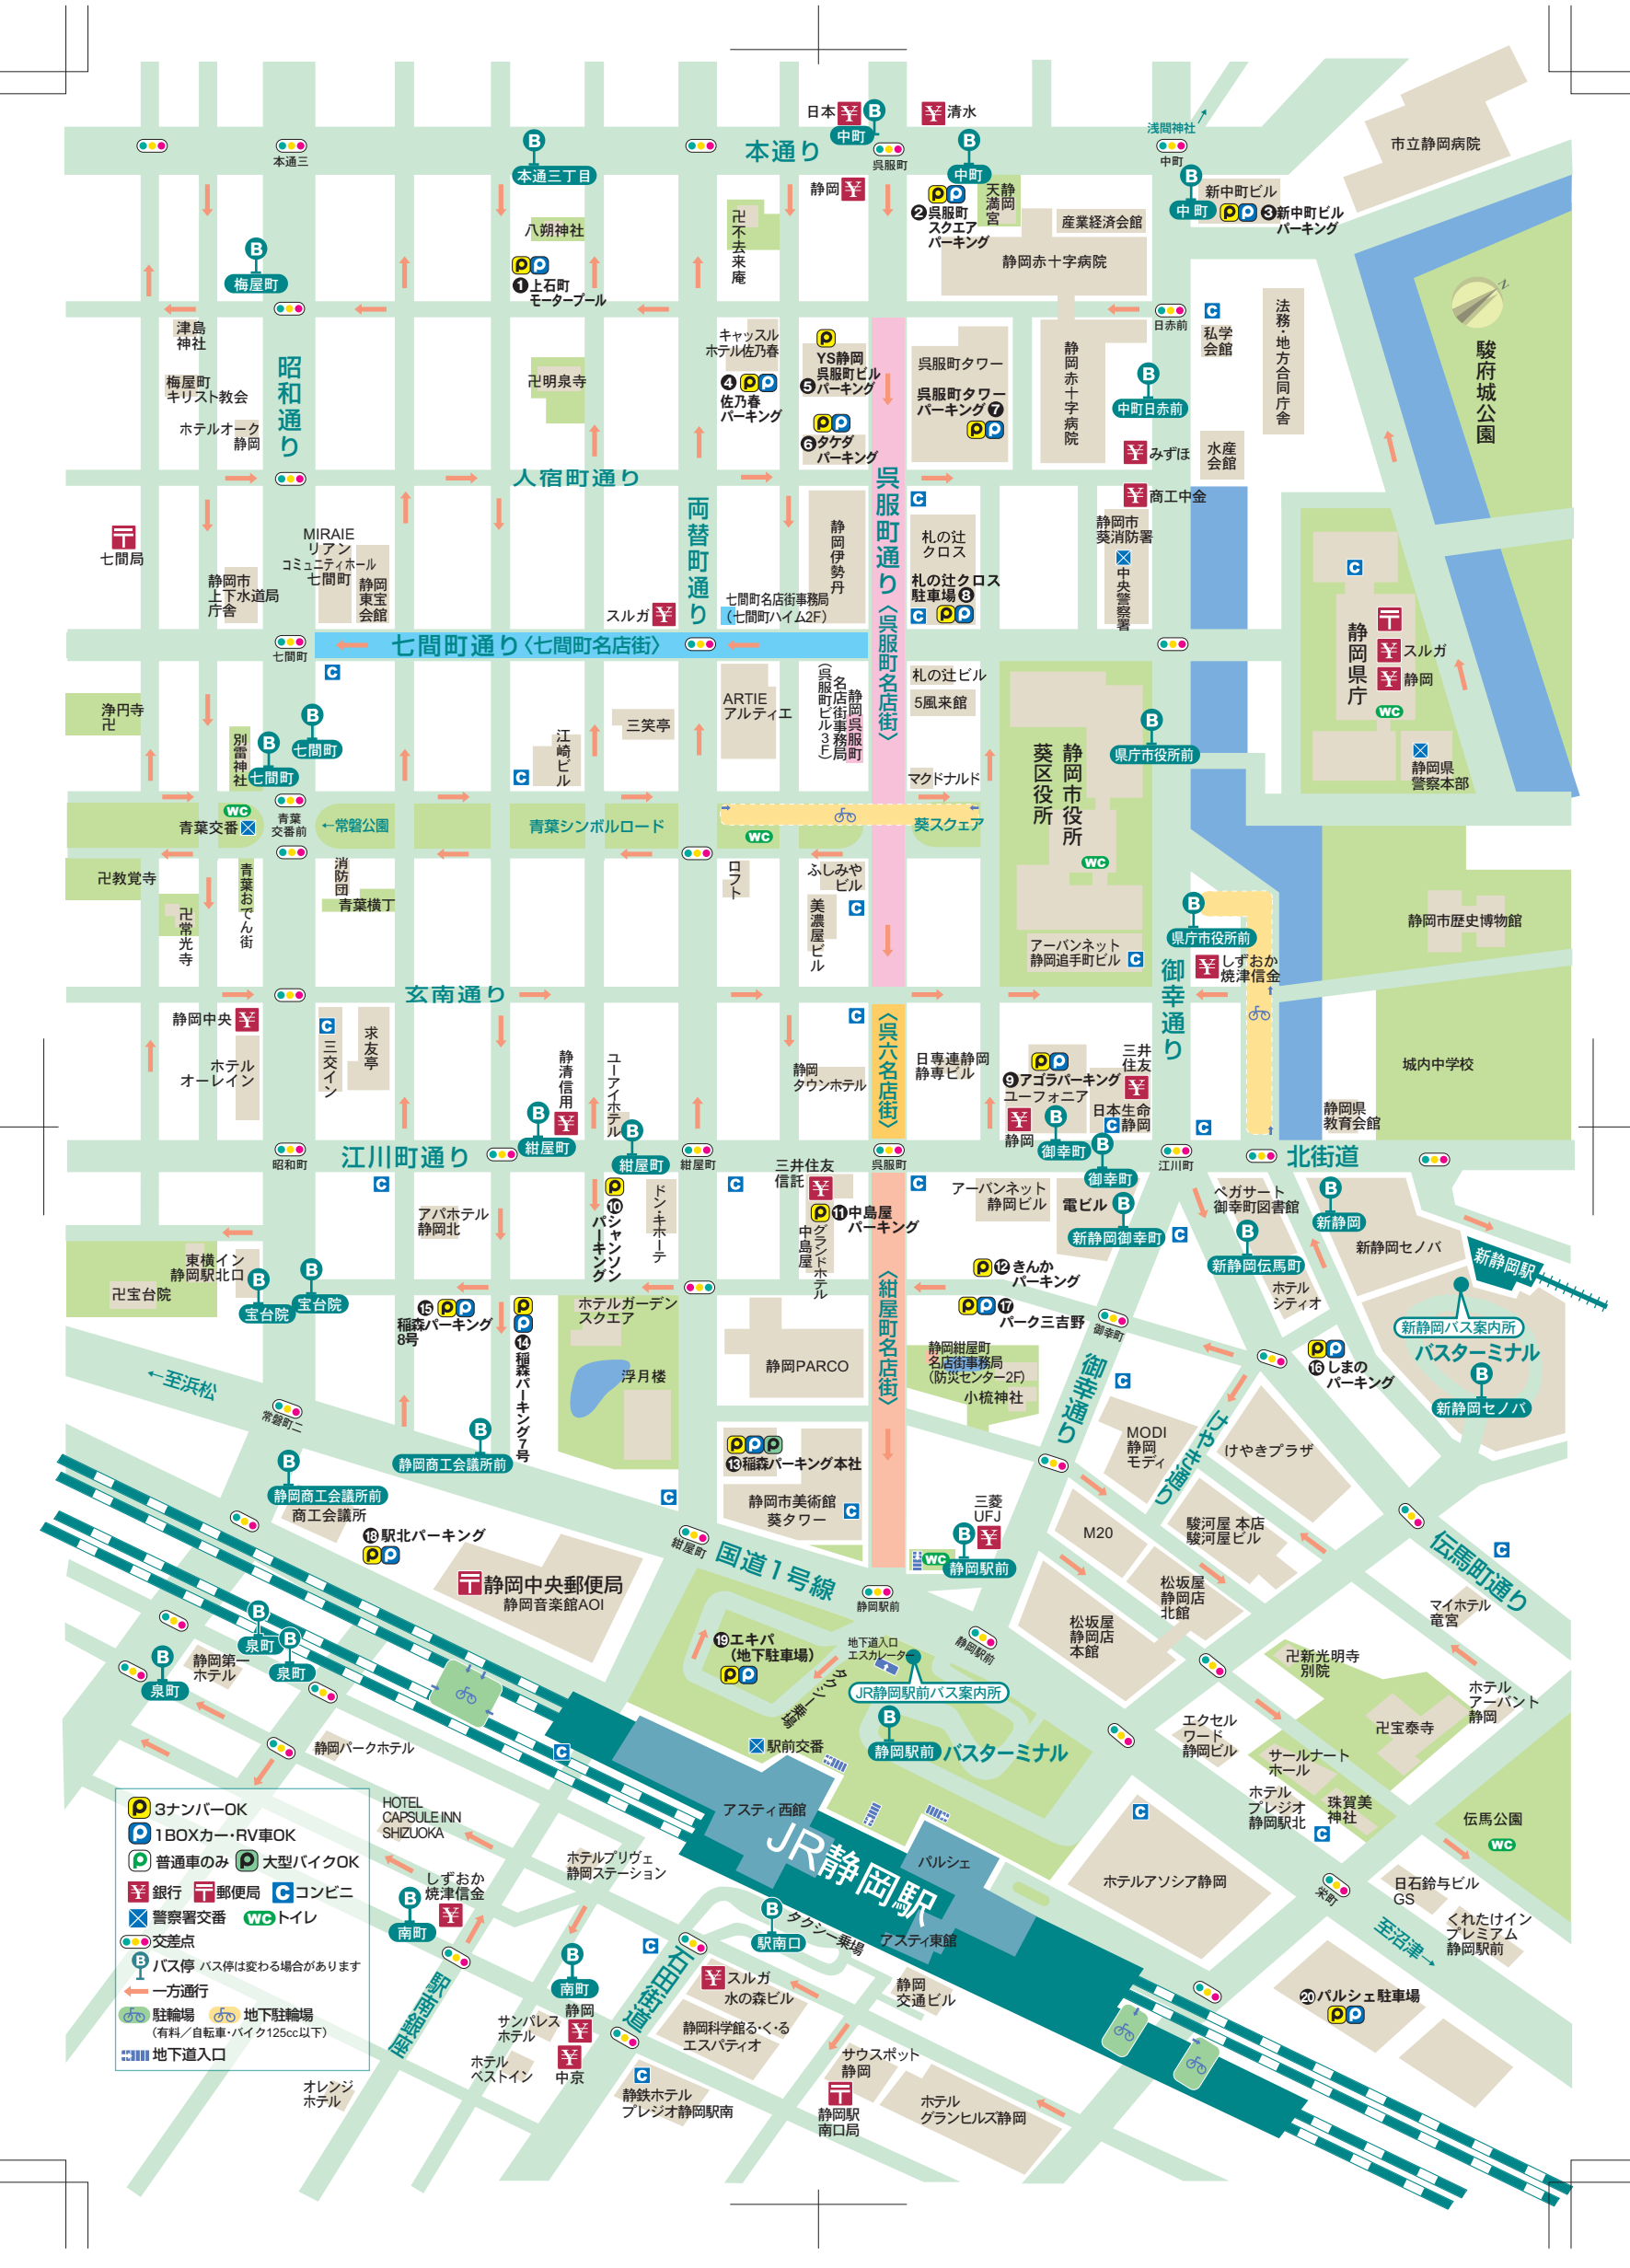 日本
中町
清水
浅間神社
本通三
本通三丁目
本通り
呉服町
中町
中町
市立静岡病院
静岡
❷呉服町
スクエア
パーキング
静岡
天満宮
産業経済会館
中町
新中町ビル
❸新中町ビル
パーキング
八朔神社
卍不去来庵
静岡赤十字病院
梅屋町
❶上石町
モータープール
N
駿府城公園
津島
神社
昭和通り
キャッスル
ホテル佐乃春
❹
佐乃春
パーキング
YS静岡
呉服町ビル
❺パーキング
呉服町タワー
呉服町タワー
パーキング❼
静岡赤十字病院
日赤前
私学
会館
法務・地方合同庁舎
梅屋町
キリスト教会
卍明泉寺
中町日赤前
ホテルオーク
静岡
❻タケダ
パーキング
みずほ
水産
会館
人宿町通り
両替町通り
呉服町通り
〈呉服町名店街〉
商工中金
静岡市
葵消防署
中央警察署
七間局
MIRAIE
リアン
コミュニティホール
七間町
静岡
東宝
会館
静岡市
上下水道局
庁舎
静岡伊勢丹
札の辻
クロス
札の辻クロス
駐車場❽
スルガ
七間町名店街事務局
(七間町ハイム2F)
静岡県庁
スルガ
静岡
WC
七間町
七間町通り〈七間町名店街〉
浄円寺
卍
七間町
別雷神社
七間町
江崎ビル
三笑亭
ARTIE
アルティエ
静岡呉服町
名店街事務局
(呉服町ビル3F)
札の辻ビル
5風来館
マクドナルド
静岡市役所
葵区役所
県庁市役所前
静岡県
警察本部
WC
青葉交番
青葉
交番前
←常磐公園
青葉シンボルロード
WC
葵スクェア
WC
卍教覚寺
卍常光寺
青葉おでん街
消防団
青葉横丁
ロフト
ふしみや
ビル
美濃屋ビル
アーバンネット
静岡追手町ビル
県庁市役所前
御幸通り
しずおか
焼津信金
静岡市歴史博物館
玄南通り
静岡中央
ホテル
オーレイン
三交イン
求友亭
静清信用
ユーアイホテル
静岡
タウンホテル
〈呉六名店街〉
日専連静岡
静専ビル
❾アゴラパーキング
ユーフォニア
静岡
三井
住友
日本生命
静岡
城内中学校
静岡県
教育会館
昭和町
江川町通り
紺屋町
紺屋町
紺屋町
呉服町
御幸町
御幸町
江川町
北街道
三井住友
信託
アパホテル
静岡北
❿シャンソン
パーキング
ドン・キホーテ
⓫中島屋
パーキング
中島屋
グランドホテル
アーバンネット
静岡ビル
電ビル
新静岡御幸町
ペガサート
御幸町図書館
新静岡
新静岡伝馬町
新静岡セノバ
新静岡駅
東横イン
静岡駅北口
卍宝台院
宝台院
宝台院
⓯
稲森パーキング
8号
⓮稲森パーキング7号
ホテルガーデン
スクエア
浮月楼
〈紺屋町名店街〉
⓬きんか
パーキング
⓱
パーク三吉野
御幸町
ホテル
シティオ
新静岡バス案内所
バスターミナル
新静岡セノバ
⓰しまの
パーキング
静岡PARCO
静岡紺屋町
名店街事務局
(防災センター2F)
小梳神社
御幸通り
←至浜松
常磐町二
静岡商工会議所前
静岡商工会議所前
商工会議所
⓭稲森パーキング本社
静岡市美術館
葵タワー
MODI
静岡
モディ
けやき通り
けやきプラザ
⓲駅北パーキング
三菱
UFJ
WC
静岡駅前
M20
駿河屋 本店
駿河屋ビル
伝馬町通り
紺屋町
国道1号線
静岡中央郵便局
静岡音楽館AOI
静岡駅前
松坂屋
静岡店
北館
松坂屋
静岡店
本館
マイホテル
竜宮
泉町
泉町
泉町
静岡第一
ホテル
⓳エキパ
(地下駐車場)
地下道入口
エスカレーター
タクシー乗場
JR静岡駅前バス案内所
静岡駅前
静岡駅前
バスターミナル
卍新光明寺
別院
ホテル
アーバント
静岡
卍宝泰寺
静岡パークホテル
駅前交番
エクセル
ワード
静岡ビル
サールナート
ホール
ホテル
プレジオ
静岡駅北
珠賀美
神社
伝馬公園
WC
3ナンバーOK
1BOXカー・RV車OK
普通車のみ
大型バイクOK
銀行
郵便局
コンビニ
警察署交番
WCトイレ
交差点
バス停 バス停は変わる場合があります
一方通行
駐輪場
地下駐輪場
(有料／自転車・バイク125cc以下)
地下道入口
HOTEL
CAPSULE INN
SHIZUOKA
アスティ西館
JR静岡駅
パルシェ
ホテルアソシア静岡
栄町
日石鈴与ビル
GS
至沼津→
くれたけイン
プレミアム
静岡駅前
ホテルプリヴェ
静岡ステーション
しずおか
焼津信金
南町
駅南口
タクシー乗場
アスティ東館
駅南銀座
南町
石田街道
スルガ
水の森ビル
静岡
交通ビル
⓴パルシェ駐車場
サンパレス
ホテル
静岡
中京
静岡科学館る・く・る
エスパティオ
ホテル
ベストイン
オレンジ
ホテル
静鉄ホテル
プレジオ静岡駅南
サウスポット
静岡
静岡駅
南口局
ホテル
グランヒルズ静岡